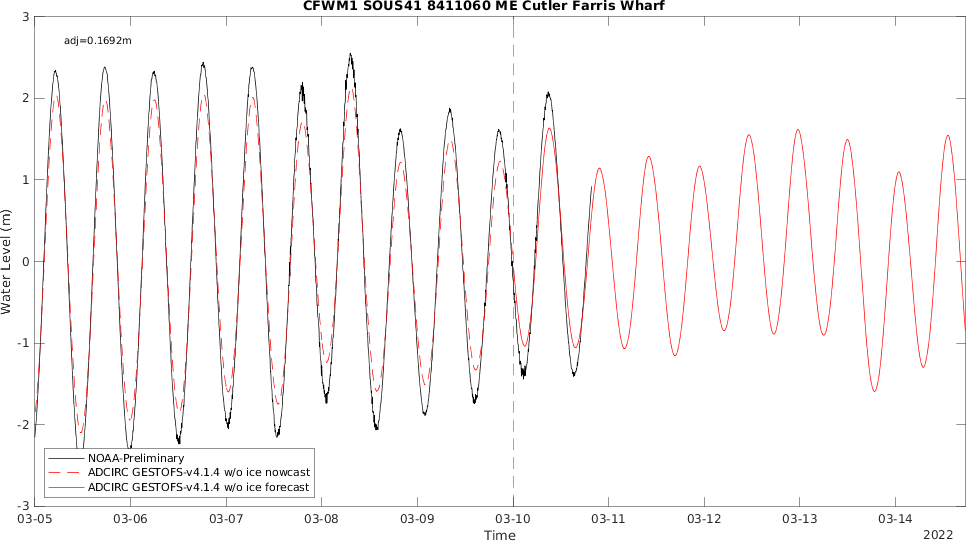 CFWM1 SOUS41 8411060 ME Cutler Farris Wharf
adj=0.1692m
3
2
1
0
-1
-2
-3
Water Level (m)
NOAA-Preliminary
ADCIRC GESTOFS-v4.1.4 w/o ice nowcast
ADCIRC GESTOFS-v4.1.4 w/o ice forecast
03-05 03-06 03-07 03-08 03-09 03-10 03-11 03-12 03-13 03-14
Time
2022